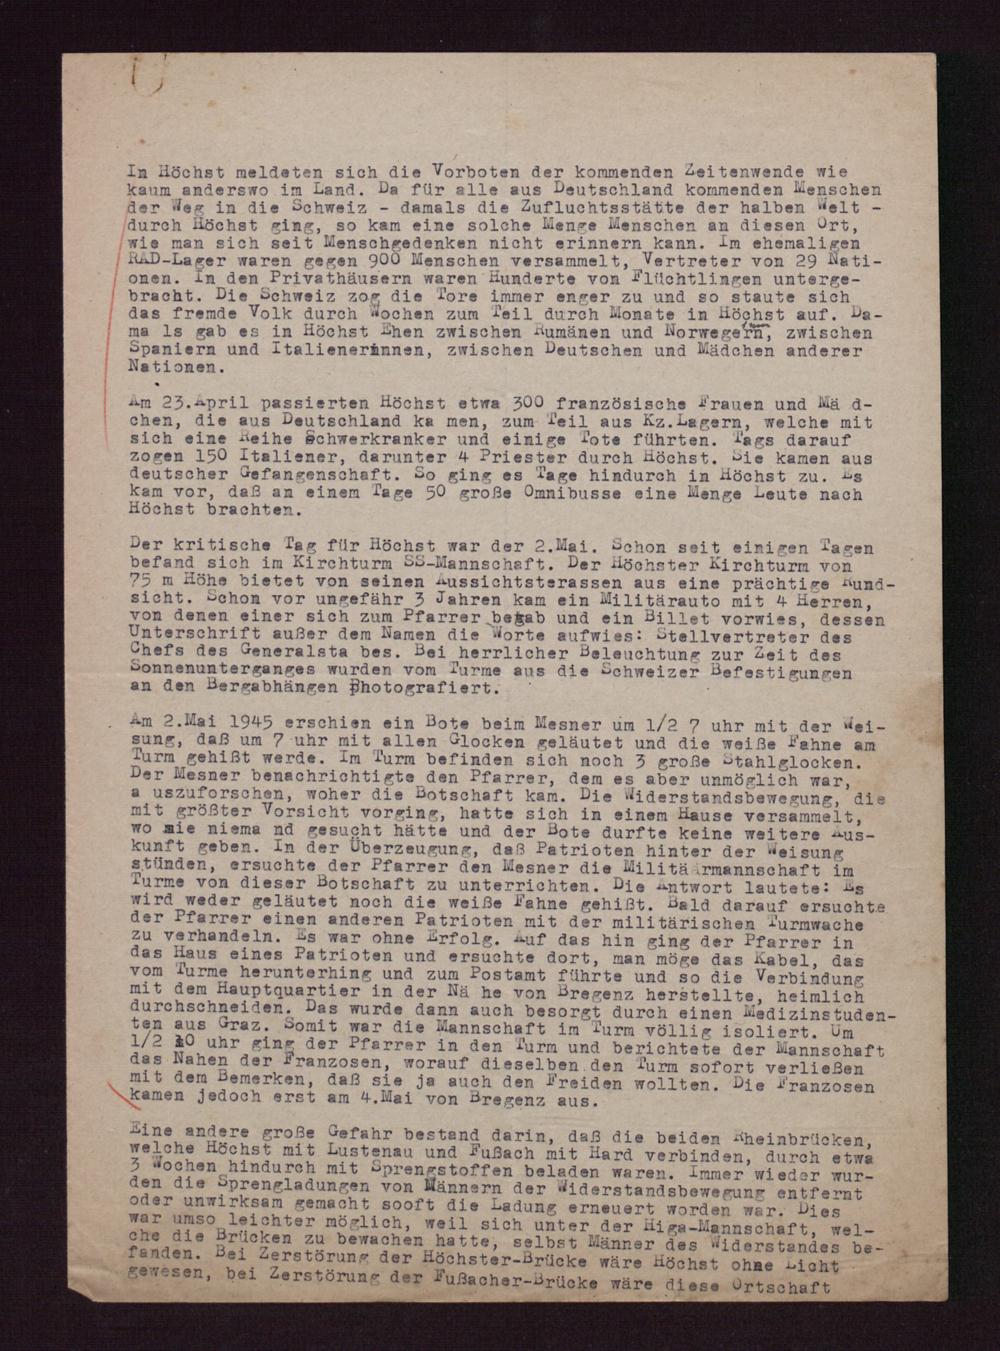 In Höchst meldeten sich die Vorboten der kommenden Zeitenwende wie
kaum anderswo im Land. Da für alle aus Deutschland kommenden Menschen
der Weg in die Schweiz - damals die Zufluchtsstätte der halben Welt -
durch Höchst ging, so kam eine solche Menge Menschen an diesen Ort,
wie man sich seit Menschgedenken nicht erinnern kann. Im ehemaligen
RAD-Lager waren gegen 900 Menschen versammelt, Vertreter von 29 Nati-
onen. In den Privathäusern waren Hunderte von Flüchtlingen unterge-
bracht. Die Schweiz zog die Tore immer enger zu und so staute sich
das fremde Volk durch Wochen zum Teil durch Monate in Höchst auf. Da-
ma ls gab es in Höchst Ehen zwischen Rumänen und Norwegern, zwischen
Spaniern und Italienerinnen, zwischen Deutschen und Mädchen anderer
Nationen.
Am 23.April passierten Höchst etwa 300 französische Frauen und Mä d-
chen, die aus Deutschland ka men, zum Teil aus Kz.Lagern, welche mit
sich eine Reihe Schwerkranker und einige Tote führten. Tags darauf
zogen 150 Italiener, darunter 4 Priester durch Höchst. Sie kamen aus
deutscher Gefangenschaft. So ging es Tage hindurch in Höchst zu. Es
kam vor, daß an einem Tage 50 große Omnibusse eine Menge Leute nach
Höchst brachten.
Der kritische Tag für Höchst war der 2.Mai. Schon seit einigen Tagen
befand sich im Kirchturm SS-Mannschaft. Der Höchster Kirchturm von
75 m Höhe bietet von seinen Aussichtsterassen aus eine prächtige Rund-
sicht. Schon vor ungefähr 3 Jahren kam ein Militärauto mit 4 Herren,
von denen einer sich zum Pfarrer begab und ein Billet vorwies, dessen
Unterschrift außer dem Namen die Worte aufwies: Stellvertreter des
Chefs des Generalsta bes. Bei herrlicher Beleuchtung zur Zeit des
Sonnenunterganges wurden vom Turme aus die Schweizer Befestigungen
an den Bergabhängen photografiert.
Am 2.Mai 1945 erschien ein Bote beim Mesner um 1/2 7 uhr mit der Wei-
sung, daß um 7 uhr mit allen Glocken geläutet und die weiße Fahne am
Turm gehißt werde. Im Turm befinden sich noch 3 große Stahlglocken.
Der Mesner benachrichtigte den Pfarrer, dem es aber unmöglich war,
a uszuforschen, woher die Botschaft kam. Die Widerstandsbewegung, die
mit größter Vorsicht vorging, hatte sich in einem Hause versammelt,
wo sie niema nd gesucht hätte und der Bote durfte keine weitere Aus-
kunft geben. In der Überzeugung, daß Patrioten hinter der Weisung
stünden, ersuchte der Pfarrer den Mesner die Militärmannschaft im
Turme von dieser Botschaft zu unterrichten. Die Antwort lautete: Es
wird weder geläutet noch die weiße Fahne gehißt. Bald darauf ersuchte
der Pfarrer einen anderen Patrioten mit der militärischen Turmwache
zu verhandeln. Es war ohne Erfolg. Auf das hin ging der Pfarrer in
das Haus eines Patrioten und ersuchte dort, man möge das Kabel, das
vom Turme herunterhing und zum Postamt führte und so die Verbindung
mit dem Hauptquartier in der Nä he von Bregenz herstellte, heimlich
durchschneiden. Das wurde dann auch besorgt durch einen Medizinstuden-
ten aus Graz. Somit war die Mannschaft im Turm völlig isoliert. Um
1/2 10 uhr ging der Pfarrer in den Turm und berichtete der Mannschaft
das Nahen der Franzosen, worauf dieselben den Turm sofort verließen
mit dem Bemerken, daß sie ja auch den Freiden wollten. Die Franzosen
kamen jedoch erst am 4.Mai von Bregenz aus.
Eine andere große Gefahr bestand darin, daß die beiden Rheinbrücken,
welche Höchst mit Lustenau und Fußach mit Hard verbinden, durch etwa
3 Wochen hindurch mit Sprengstoffen beladen waren. Immer wieder wur-
den die Sprengladungen von Männern der Widerstandsbewegung entfernt
oder unwirksam gemacht sooft die Ladung erneuert worden war. Dies
war umso leichter möglich, weil sich unter der Higa-Mannschaft, wel-
che die Brücken zu bewachen hatte, selbst Männer des Widerstandes be-
fanden. Bei Zerstörung der Höchster-Brücke wäre Höchst ohne Licht
gewesen, bei Zerstörung der Fußacher-Brücke wäre diese Ortschaft